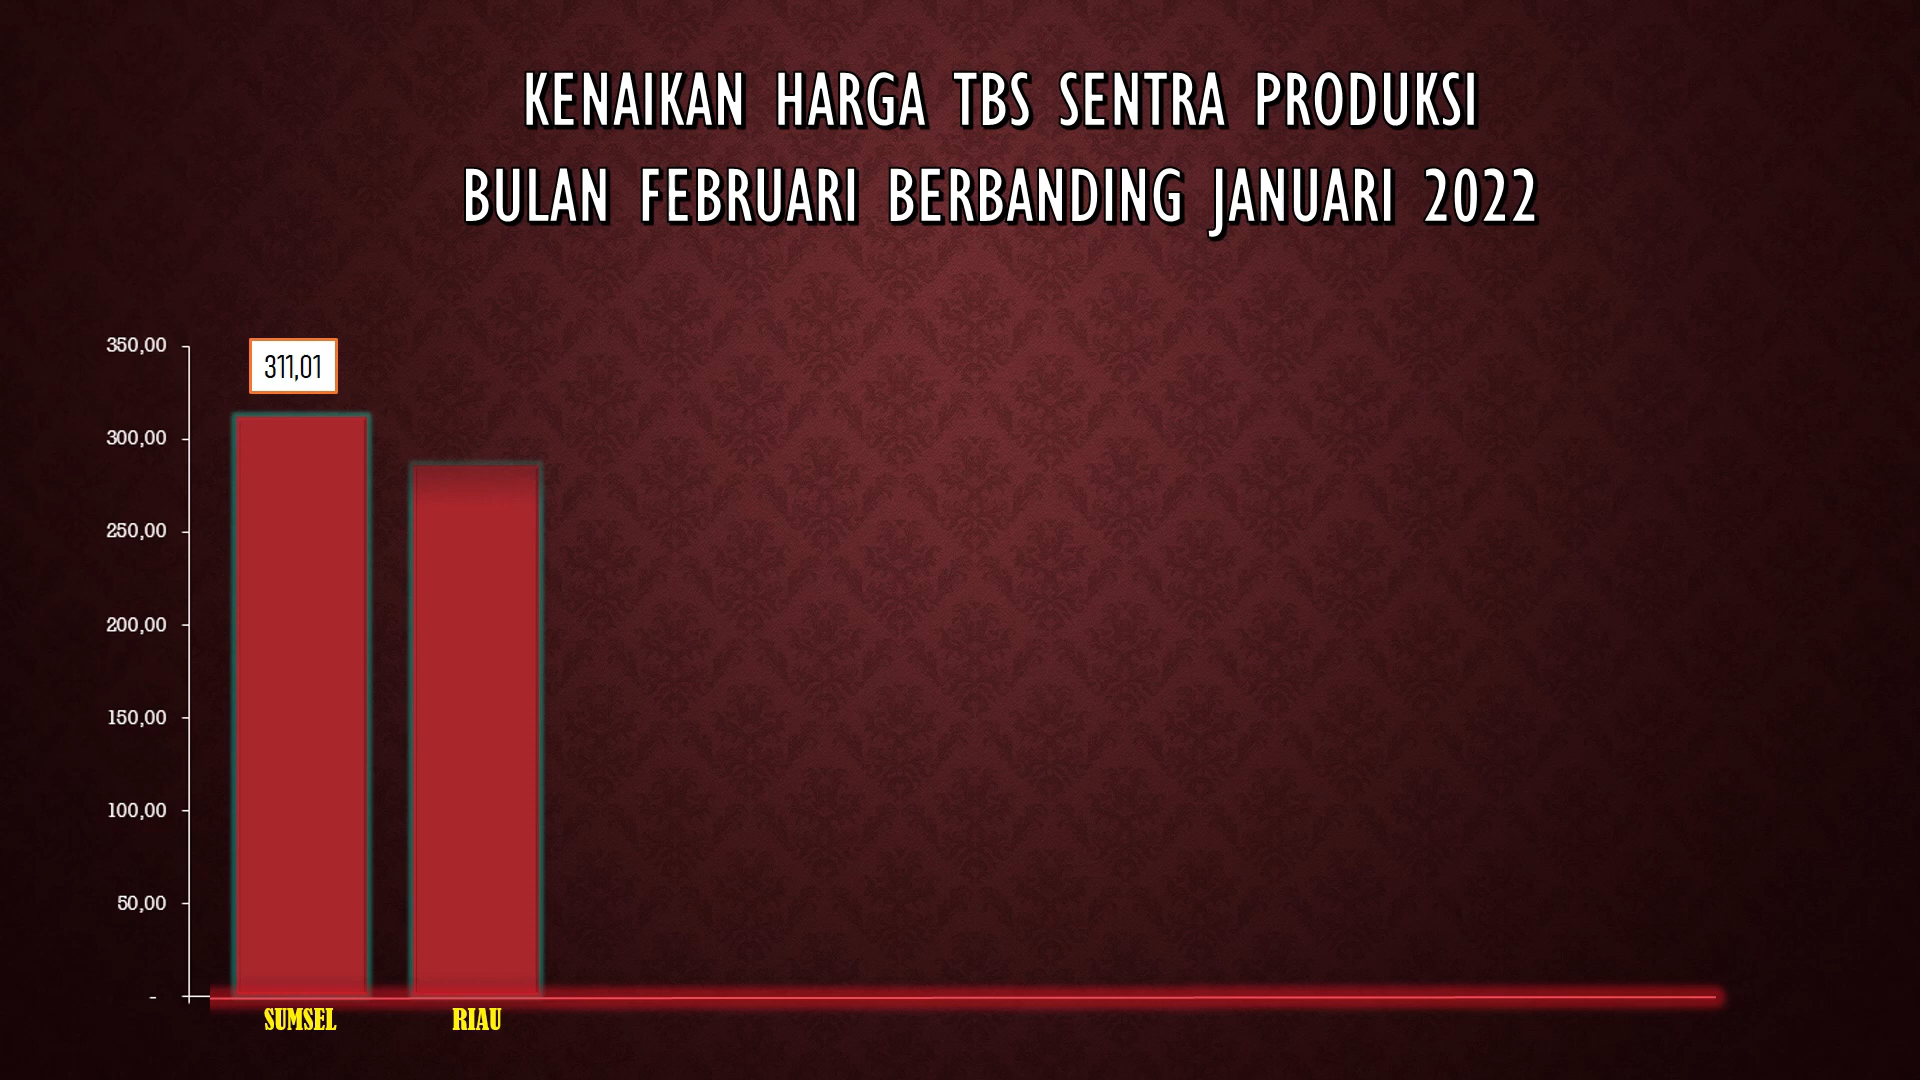 KENAIKAN HARGA TBS SENTRA PRODUKSI
BULAN FEBRUARI BERBANDING JANUARI 2022
350,00
311,01
300,00
250,00
200,00
150,00
100,00
50,00
-
SUMSEL
RIAU